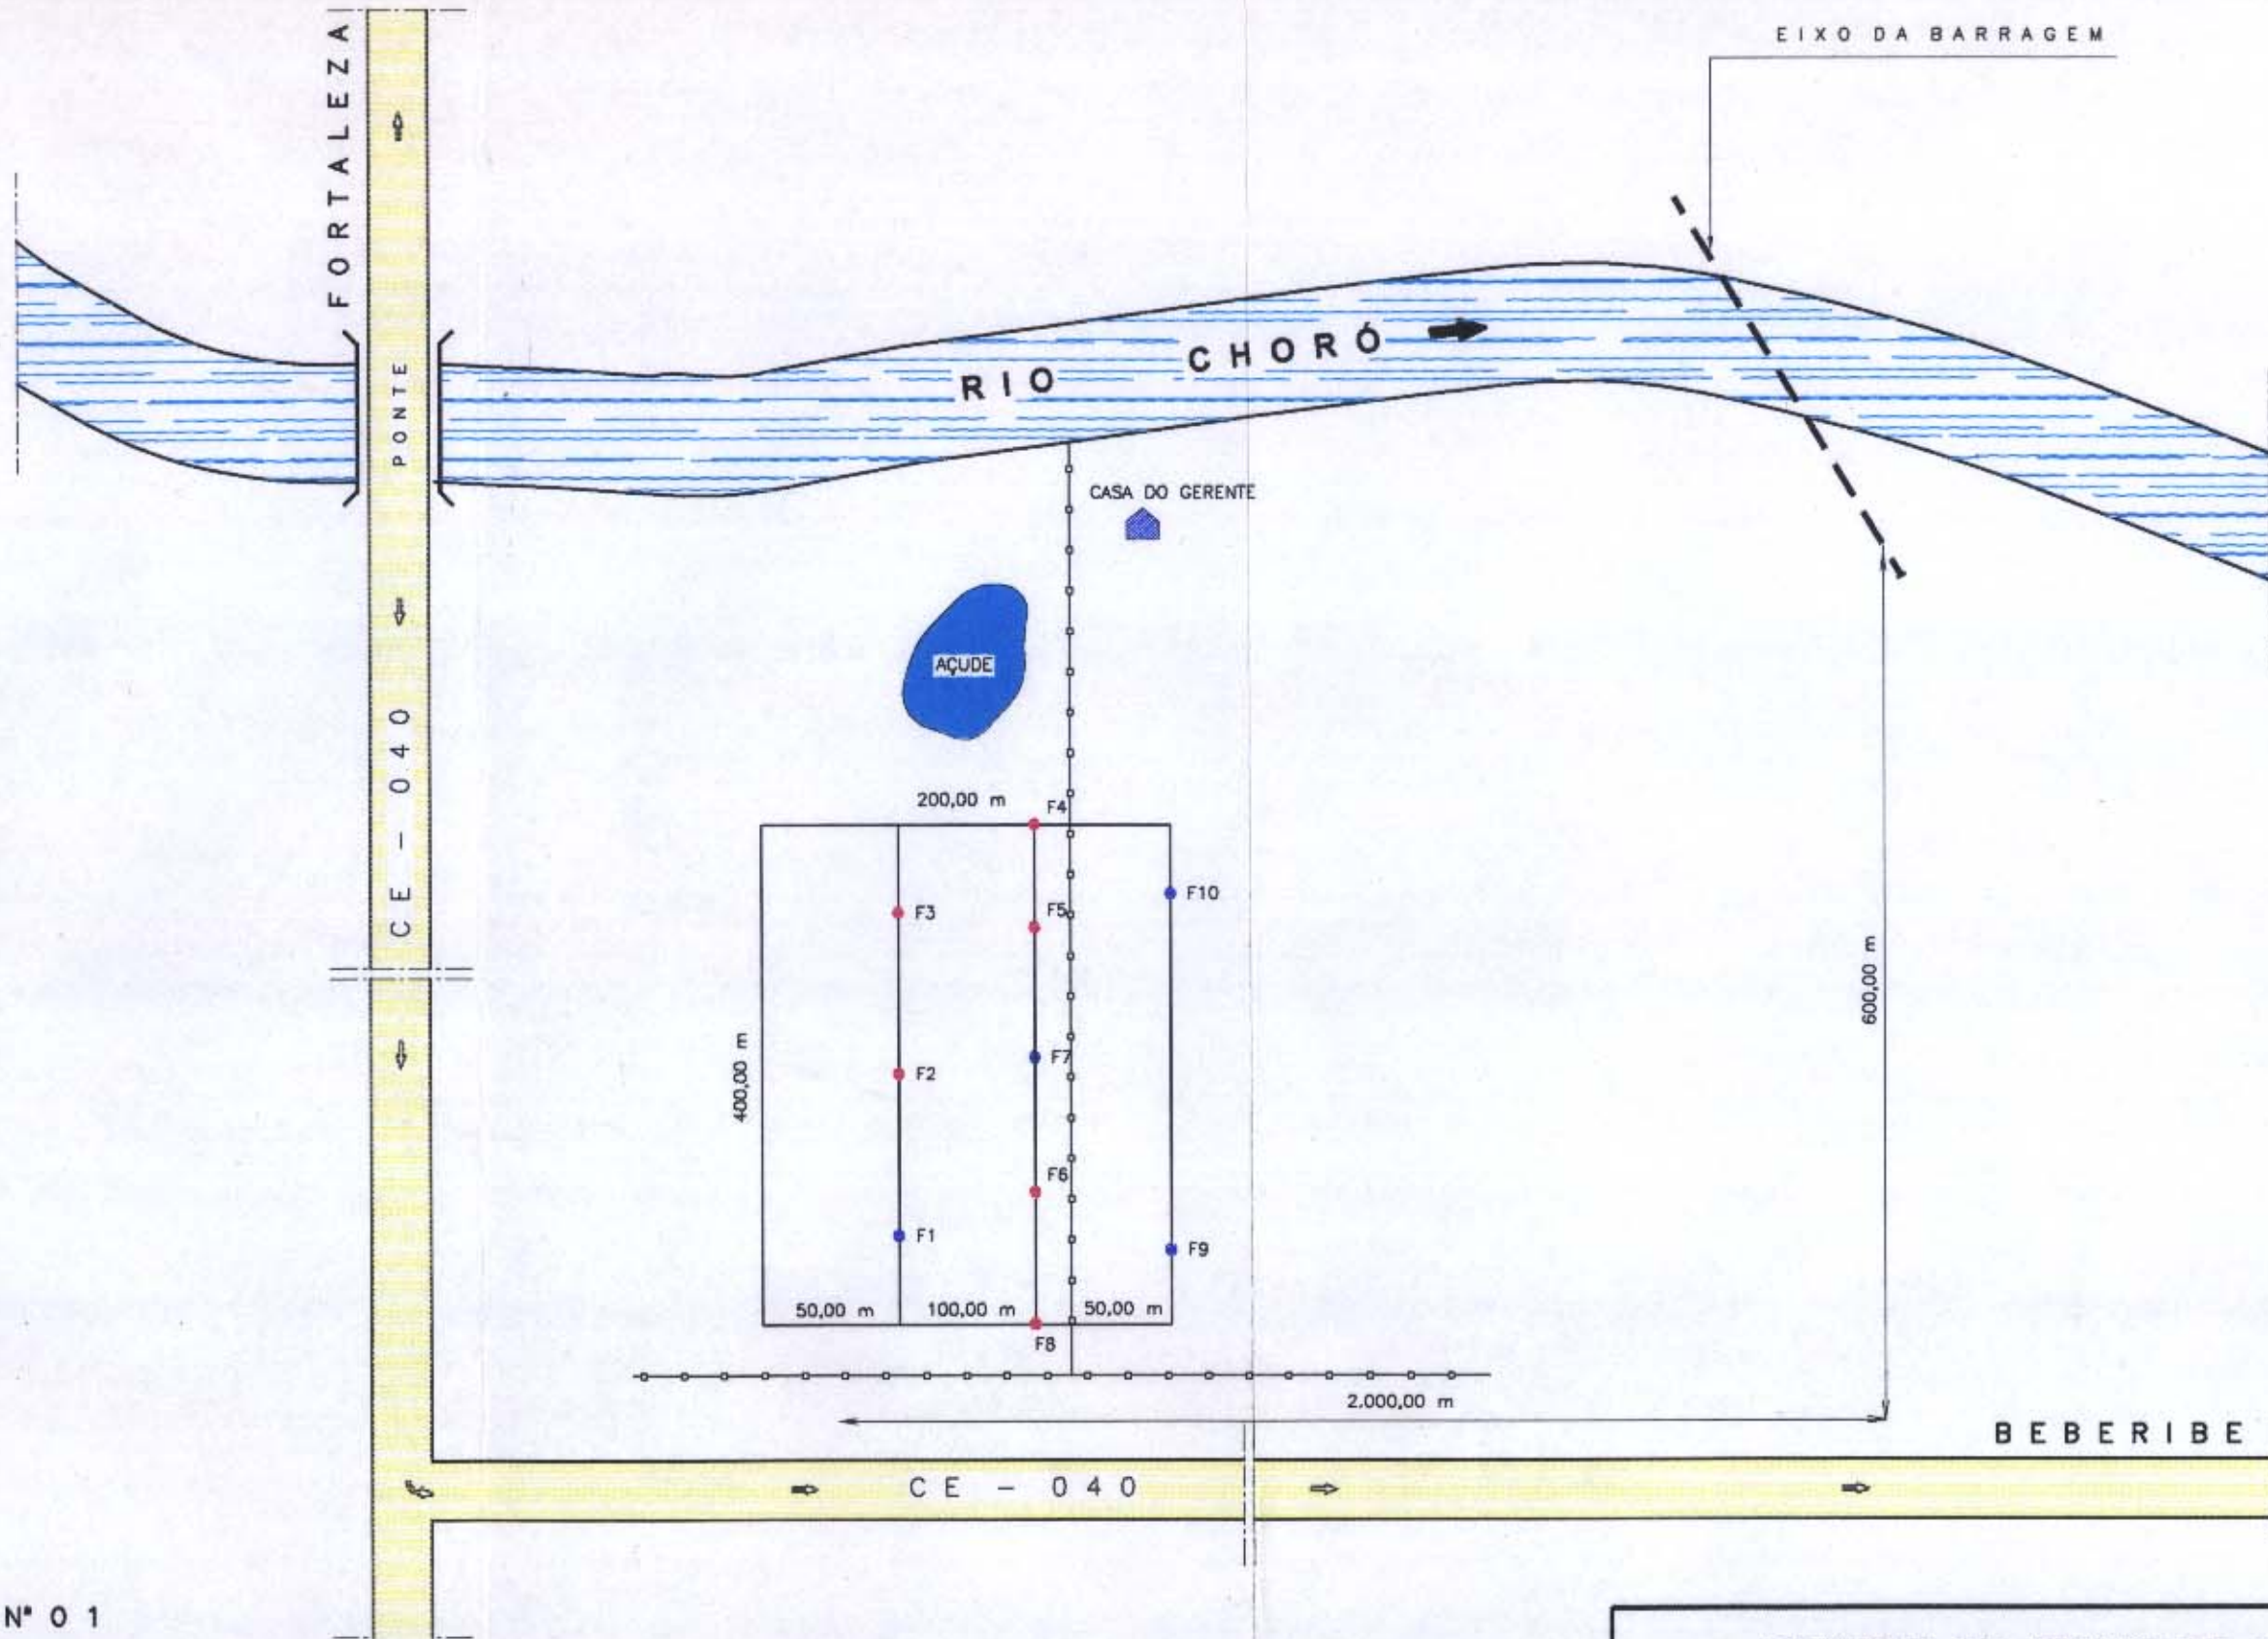 EIXO DA BARRAGEM
FORTALEZA
PONTE
RIO CHORÓ
CASA DO GERENTE
AÇUDE
CE - 040
200,00 m
F4
F10
F3
F5
600,00 m
F7
F2
400,00 m
F6
F1
F9
50,00 m
100,00 m
50,00 m
F8
2.000,00 m
BEBERIBE
CE - 040
Nº 01